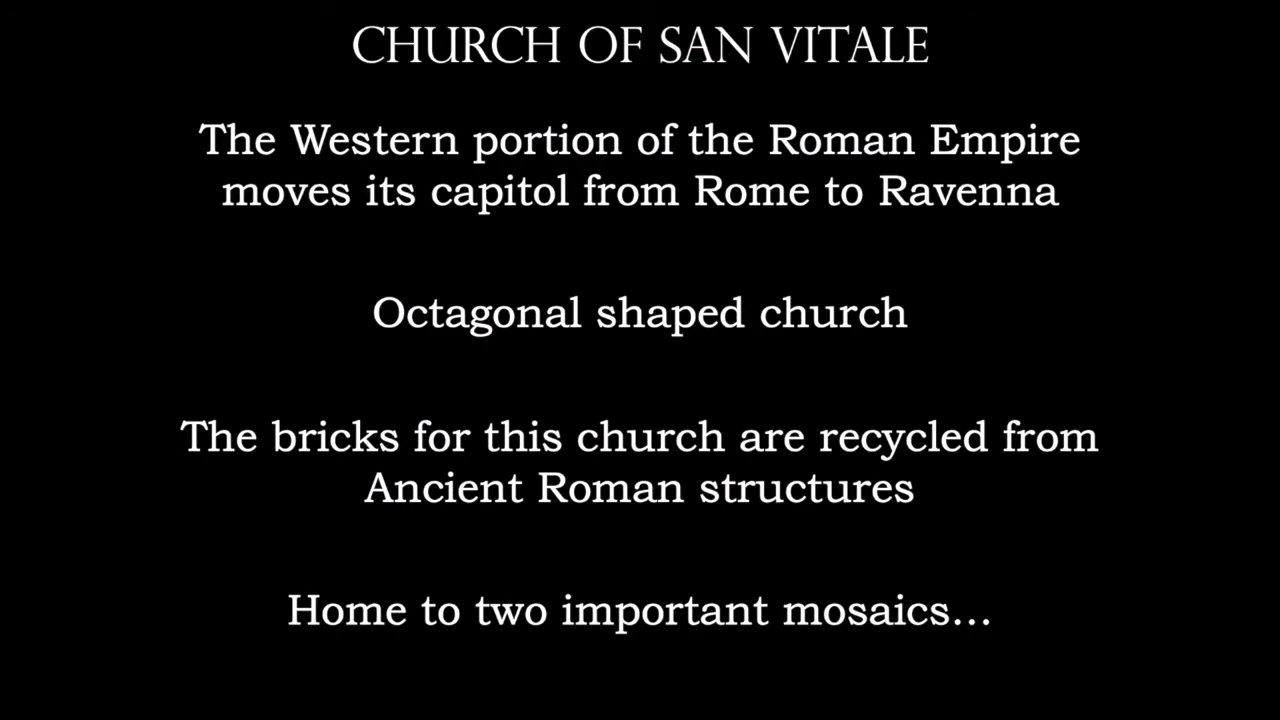 CHURCH OF SAN VITALE
The Western portion of the Roman Empire
moves its capitol from Rome to Ravenna
Octagonal shaped church
The bricks for this church are recycled from
Ancient Roman structures
Home to two important mosaics...